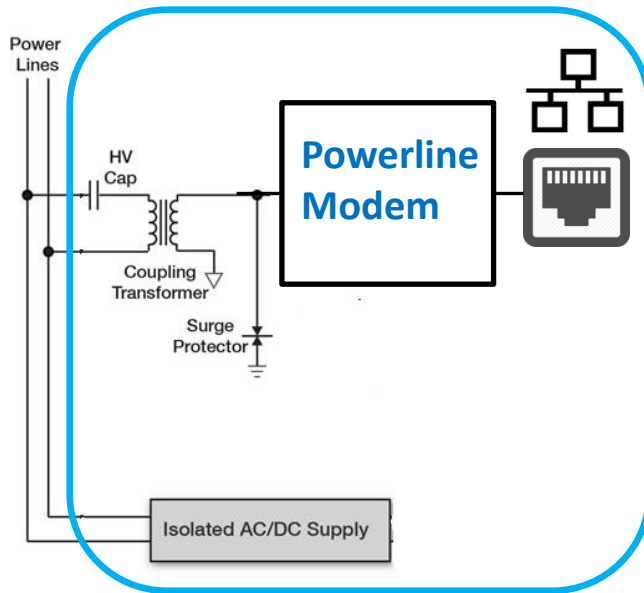 Power
Lines
HV
Cap
Powerline
Modem
Coupling
Transformer
Surge
Protector
Isolated AC/DC Supply